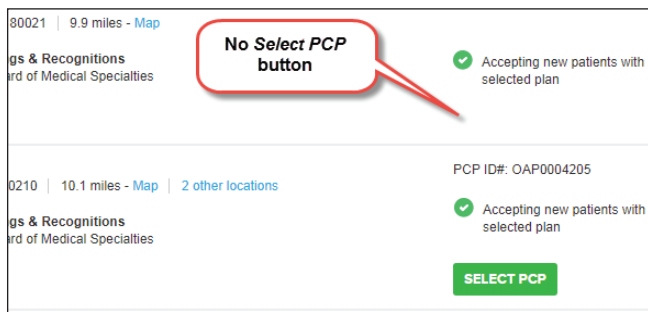 80021 | 9.9 miles - Map
No Select PCP
button
gs & Recognitions
ard of Medical Specialties
Accepting new patients with
selected plan
PCP ID#: OAP0004205
0210 | 10.1 miles - Map | 2 other locations
Accepting new patients with
selected plan
gs & Recognitions
ard of Medical Specialties
SELECT PCP